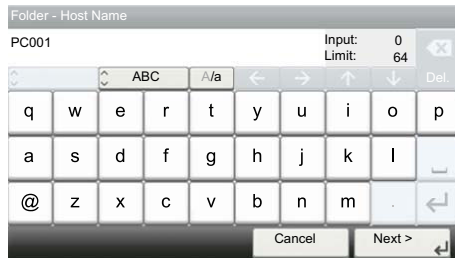 Folder - Host Name
PC001 Input: 0
Limit: 64
ABC A/a Del.
q w e r t y u i o p
a s d f g h j k l
@ z x c v b n m .
Cancel Next >